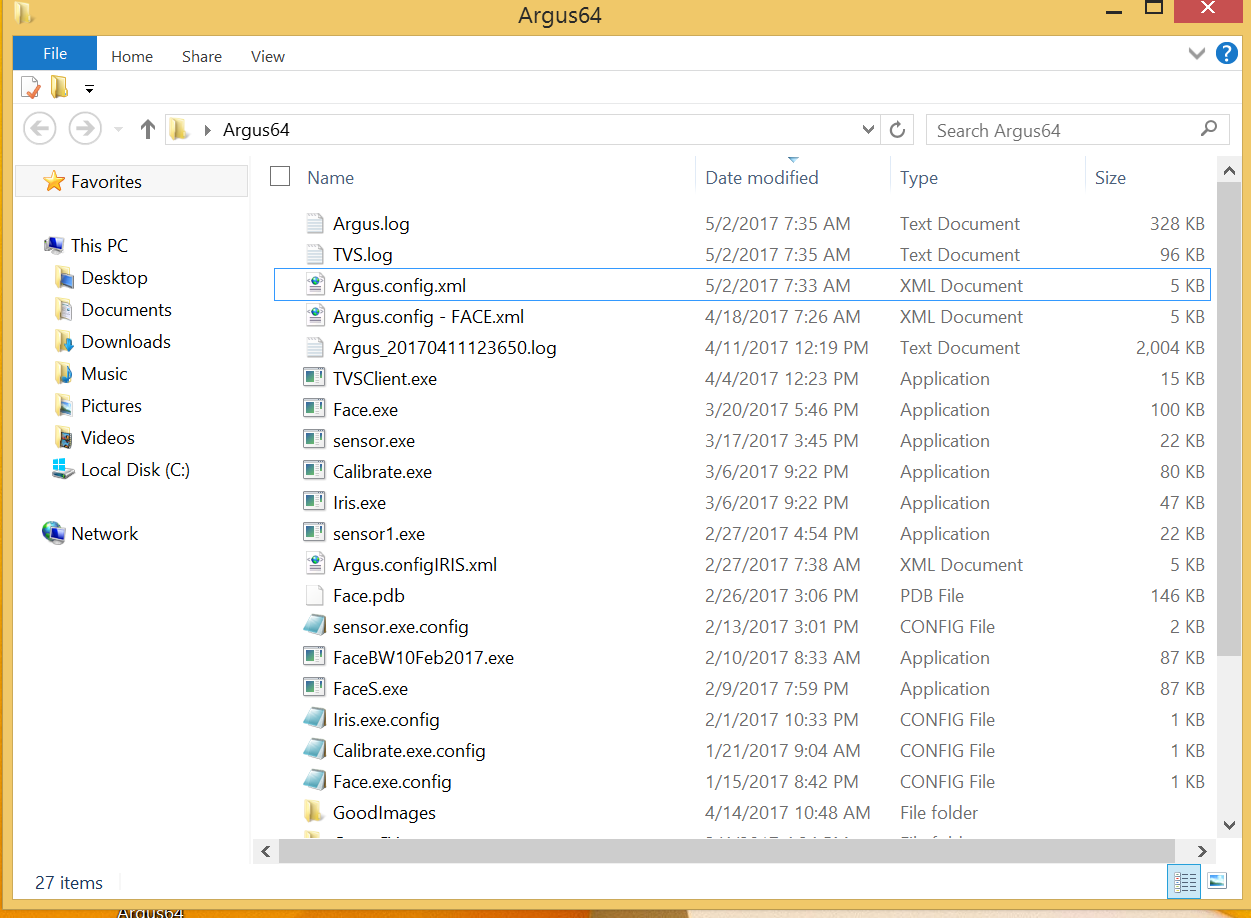 Argus64
File Home Share View
Argus64 Search Argus64
Favorites
This PC
Desktop
Documents
Downloads
Music
Pictures
Videos
Local Disk (C:)
Network
Name Date modified Type Size
Argus.log 5/2/2017 7:35 AM Text Document 328 KB
TVS.log 5/2/2017 7:35 AM Text Document 96 KB
Argus.config.xml 5/2/2017 7:33 AM XML Document 5 KB
Argus.config - FACE.xml 4/18/2017 7:26 AM XML Document 5 KB
Argus_20170411123650.log 4/11/2017 12:19 PM Text Document 2,004 KB
TVSClient.exe 4/4/2017 12:23 PM Application 15 KB
Face.exe 3/20/2017 5:46 PM Application 100 KB
sensor.exe 3/17/2017 3:45 PM Application 22 KB
Calibrate.exe 3/6/2017 9:22 PM Application 80 KB
Iris.exe 3/6/2017 9:22 PM Application 47 KB
sensor1.exe 2/27/2017 4:54 PM Application 22 KB
Argus.configIRIS.xml 2/27/2017 7:38 AM XML Document 5 KB
Face.pdb 2/26/2017 3:06 PM PDB File 146 KB
sensor.exe.config 2/13/2017 3:01 PM CONFIG File 2 KB
FaceBW10Feb2017.exe 2/10/2017 8:33 AM Application 87 KB
FaceS.exe 2/9/2017 7:59 PM Application 87 KB
Iris.exe.config 2/1/2017 10:33 PM CONFIG File 1 KB
Calibrate.exe.config 1/21/2017 9:04 AM CONFIG File 1 KB
Face.exe.config 1/15/2017 8:42 PM CONFIG File 1 KB
GoodImages 4/14/2017 10:48 AM File folder
27 items
Argus64